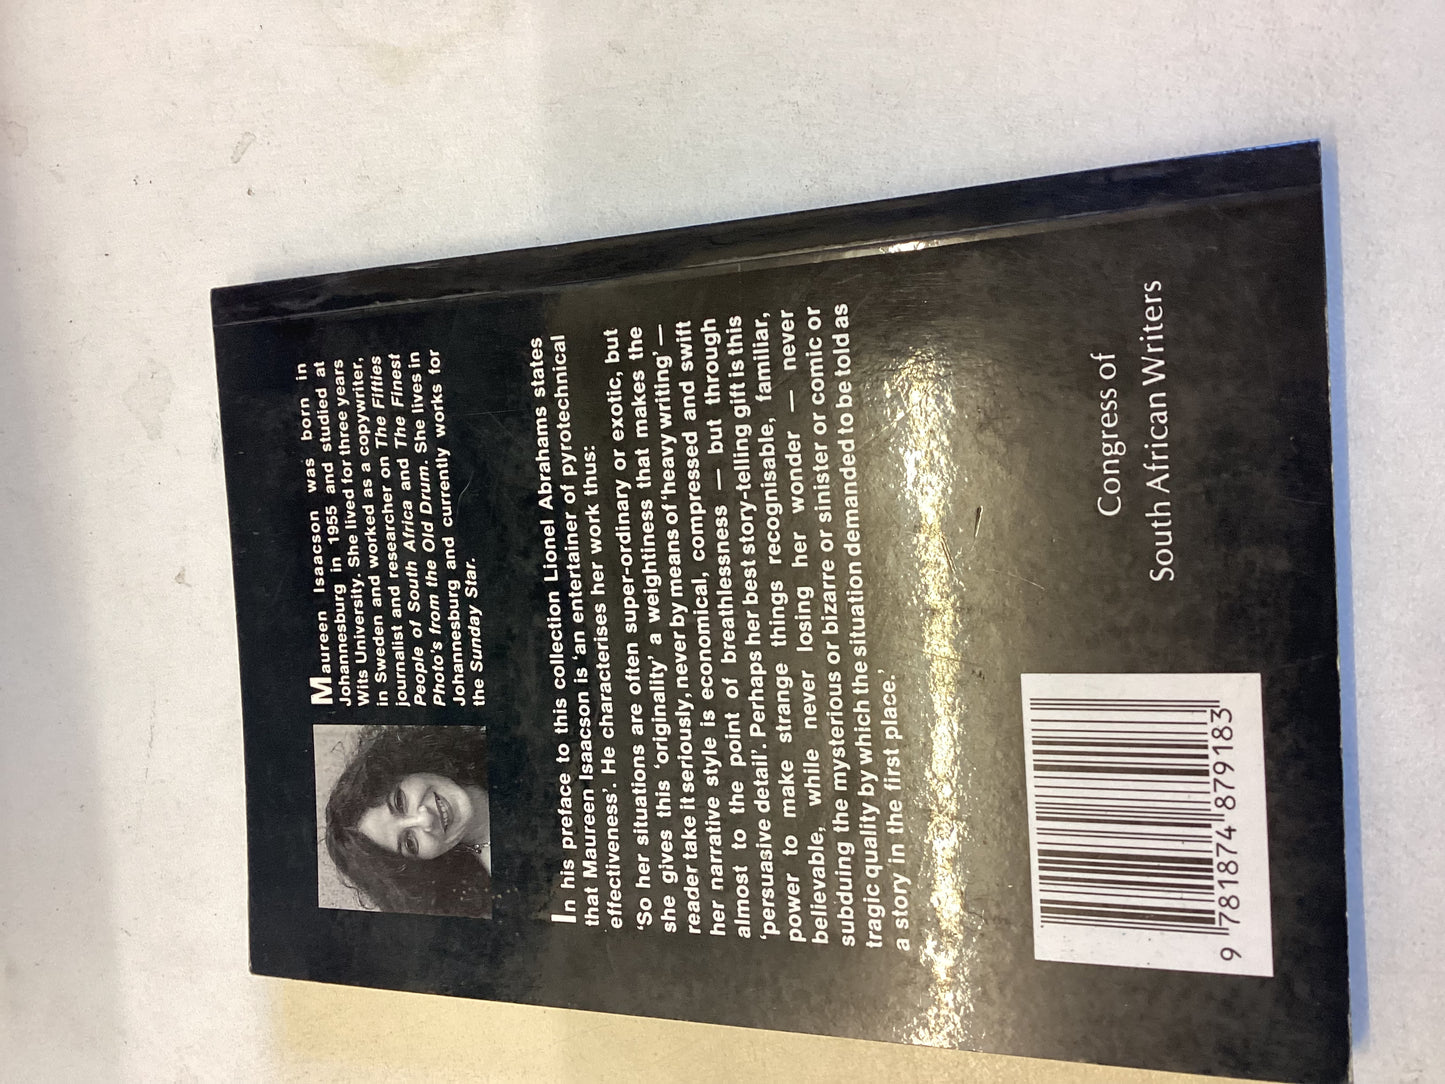 Maureen Isaacson was born in
Johannesburg in 1955 and studied at
Wits University. She lived for three years
in Sweden and worked as a copywriter,
journalist and researcher on The Fifties
People of South Africa and The Finest
Photo's from the Old Drum. She lives in
Johannesburg and currently works for
the Sunday Star.
In his preface to this collection Lionel Abrahams states
that Maureen Isaacson is 'an entertainer of pyrotechnical
effectiveness'. He characterises her work thus:
'So her situations are often super-ordinary or exotic, but
she gives this 'originality' a weightiness that makes the
reader take it seriously, never by means of 'heavy writing' —
her narrative style is economical, compressed and swift
almost to the point of breathlessness — but through
'persuasive detail'. Perhaps her best story-telling gift is this
power to make strange things recognisable, familiar,
believable, while never losing her wonder — never
subduing the mysterious or bizarre or sinister or comic or
tragic quality by which the situation demanded to be told as
a story in the first place.'
Congress of
South African Writers
9 781874 879183